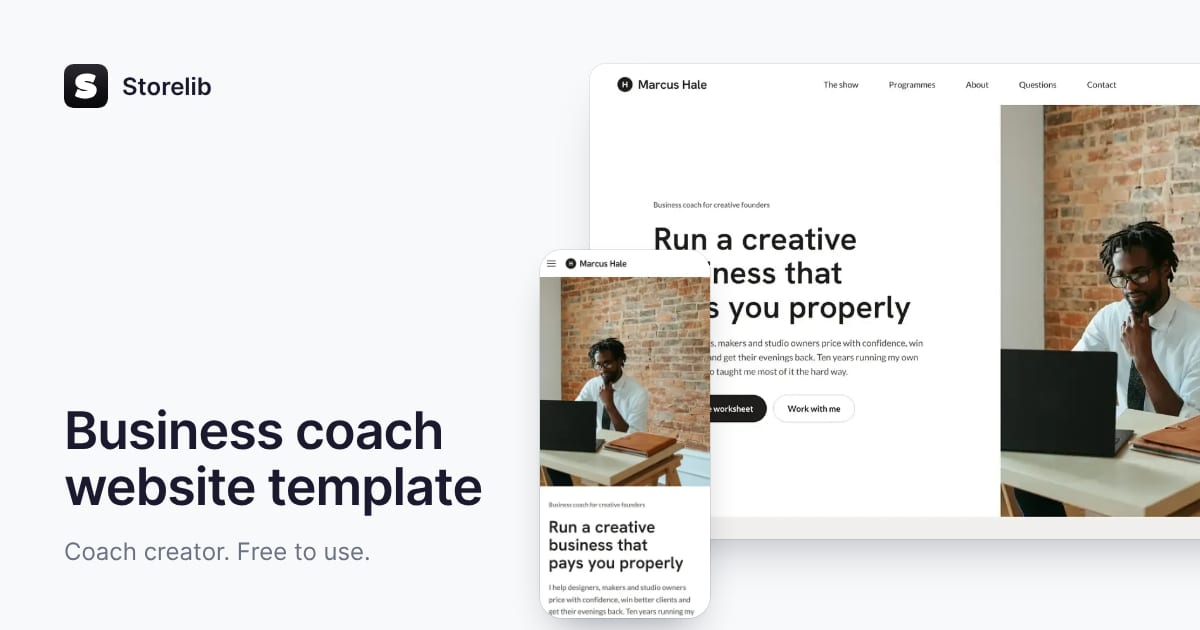 Storelib
Business coach
website template
Coach creator. Free to use.
H Marcus Hale
The show
Programmes
About
Questions
Contact
Business coach for creative founders
Run a creative
ness that
s you properly
s, makers and studio owners price with confidence, win
and get their evenings back. Ten years running my own
o taught me most of it the hard way.
worksheet
Work with me
H Marcus Hale
Business coach for creative founders
Run a creative
business that
pays you properly
I help designers, makers and studio owners
price with confidence, win better clients and
get their evenings back. Ten years running my